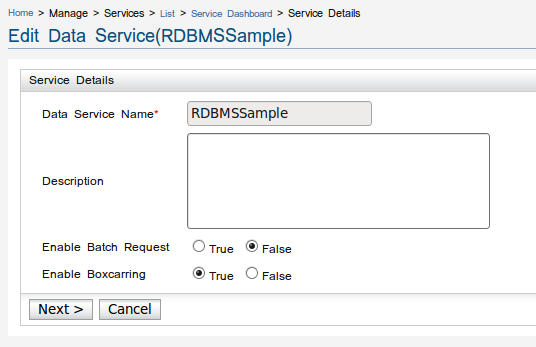 Home > Manage > Services > List > Service Dashboard > Service Details
Edit Data Service(RDBMSSample)
Service Details
Data Service Name* RDBMSSample
Description
Enable Batch Request True False
Enable Boxcarring True False
Next > Cancel